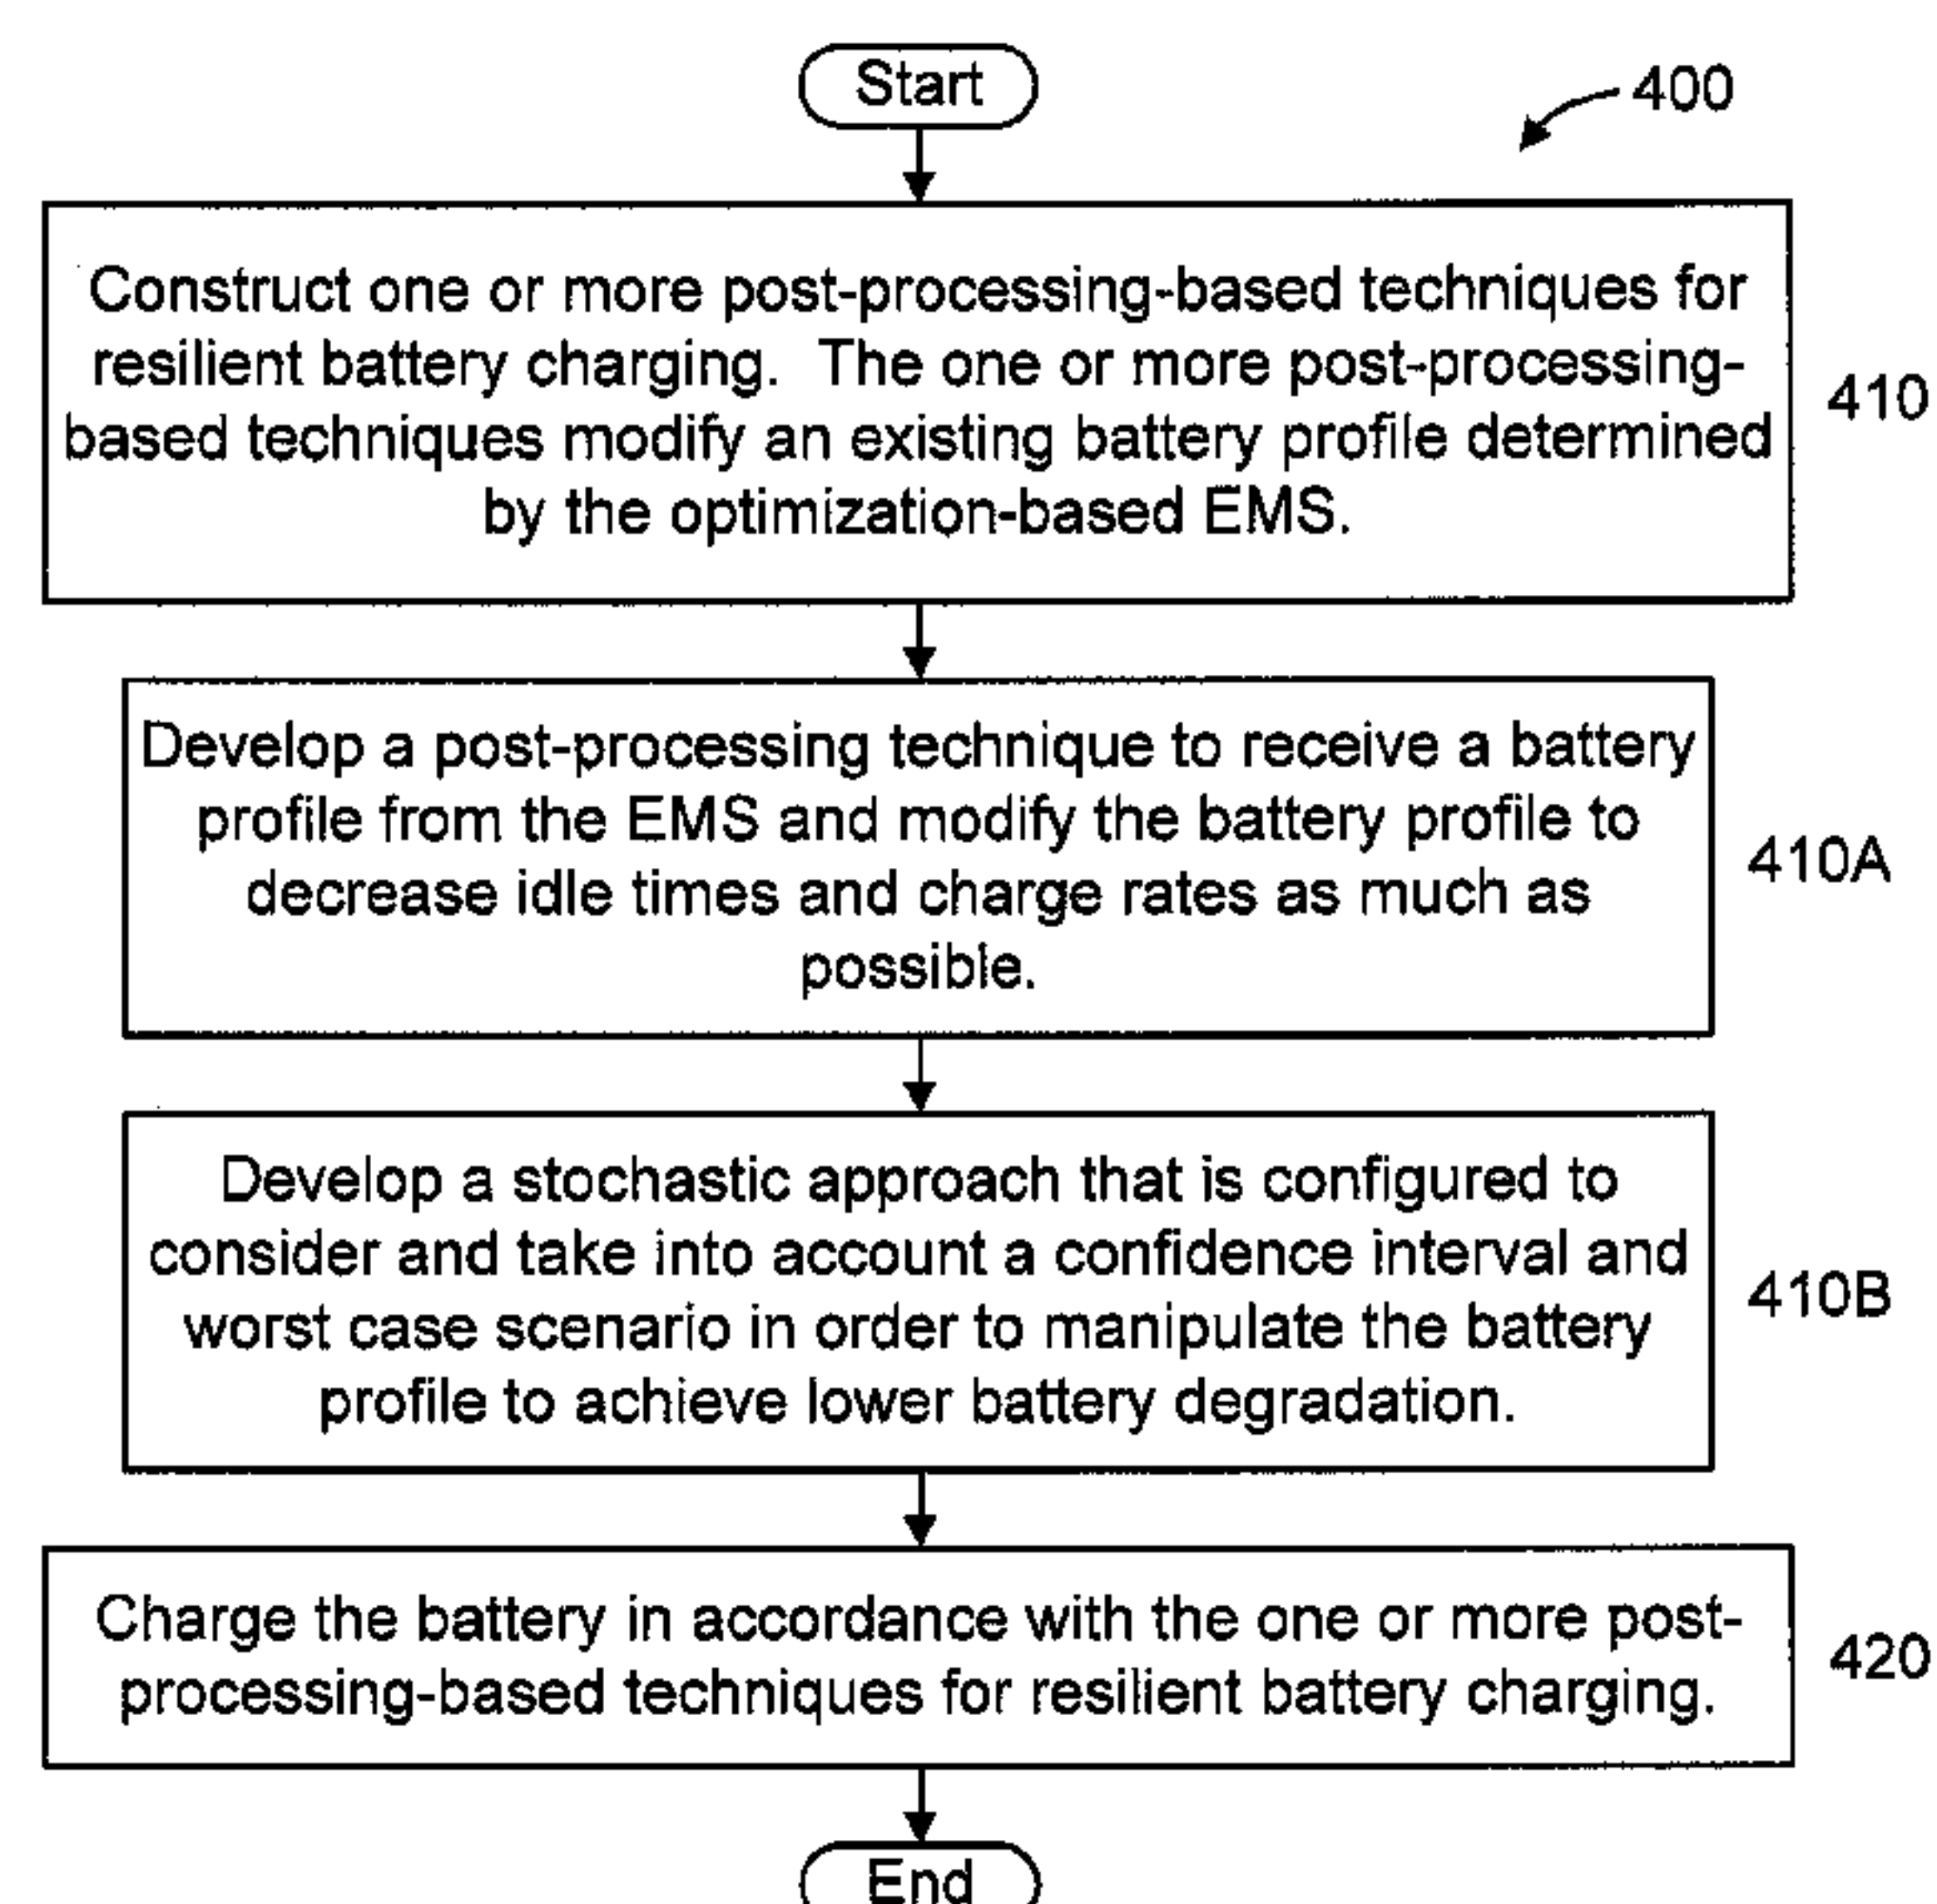 Start
400
Construct one or more post-processing-based techniques for
resilient battery charging. The one or more post-processing-
based techniques modify an existing battery profile determined
by the optimization-based EMS.
410
Develop a post-processing technique to receive a battery
profile from the EMS and modify the battery profile to
decrease idle times and charge rates as much as
possible.
410A
Develop a stochastic approach that is configured to
consider and take into account a confidence interval and
worst case scenario in order to manipulate the battery
profile to achieve lower battery degradation.
410B
Charge the battery in accordance with the one or more post-
processing-based techniques for resilient battery charging.
420
End